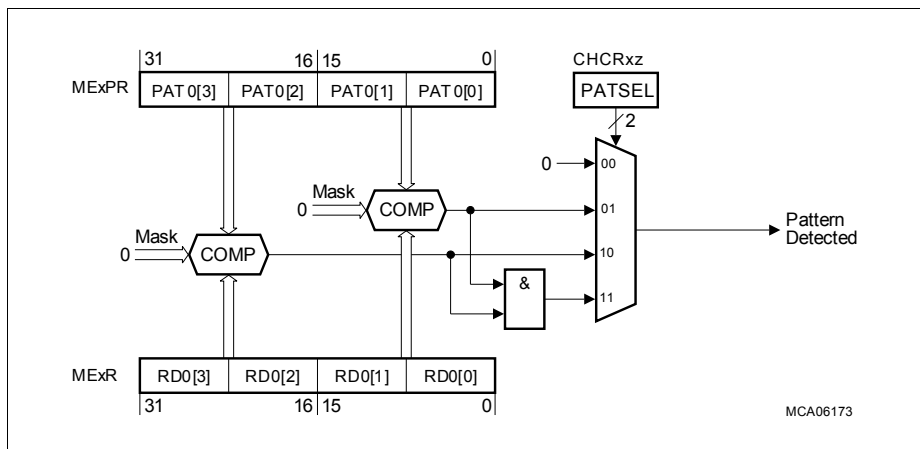 31 16 15 0
CHCRxz
MExPR PAT0[3] PAT0[2] PAT0[1] PAT0[0]
PATSEL
2
0 00
Mask
0 COMP 01
Pattern
Detected
Mask
0 COMP 10
&
11
MExR RD0[3] RD0[2] RD0[1] RD0[0]
31 16 15 0
MCA06173